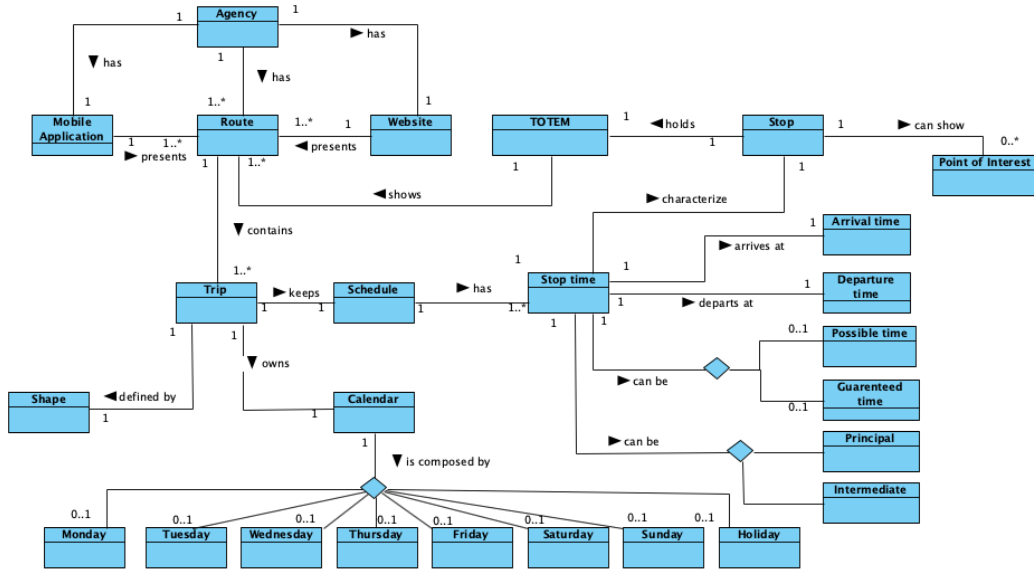 1
Agency
1
has
has
1
has
1
1..*
1
Mobile
Application
1
1..*
presents
Route
1..*
1
presents
Website
TOTEM
1
holds
1
Stop
1
can show
0..*
Point of Interest
1
1..*
1
1
shows
characterize
contains
Arrival time
1
arrives at
1..*
1
1
Trip
keeps
Schedule
has
Stop time
1
1
1
1..*
1
departs at
1
Departure
time
1
1
1
1
0..1
Possible time
owns
can be
Guarenteed
time
0..1
Shape
defined by
1
1
Calendar
1
can be
Principal
is composed by
Intermediate
0..1
0..1
0..1
0..1
0..1
0..1
0..1
0..1
Monday
Tuesday
Wednesday
Thursday
Friday
Saturday
Sunday
Holiday